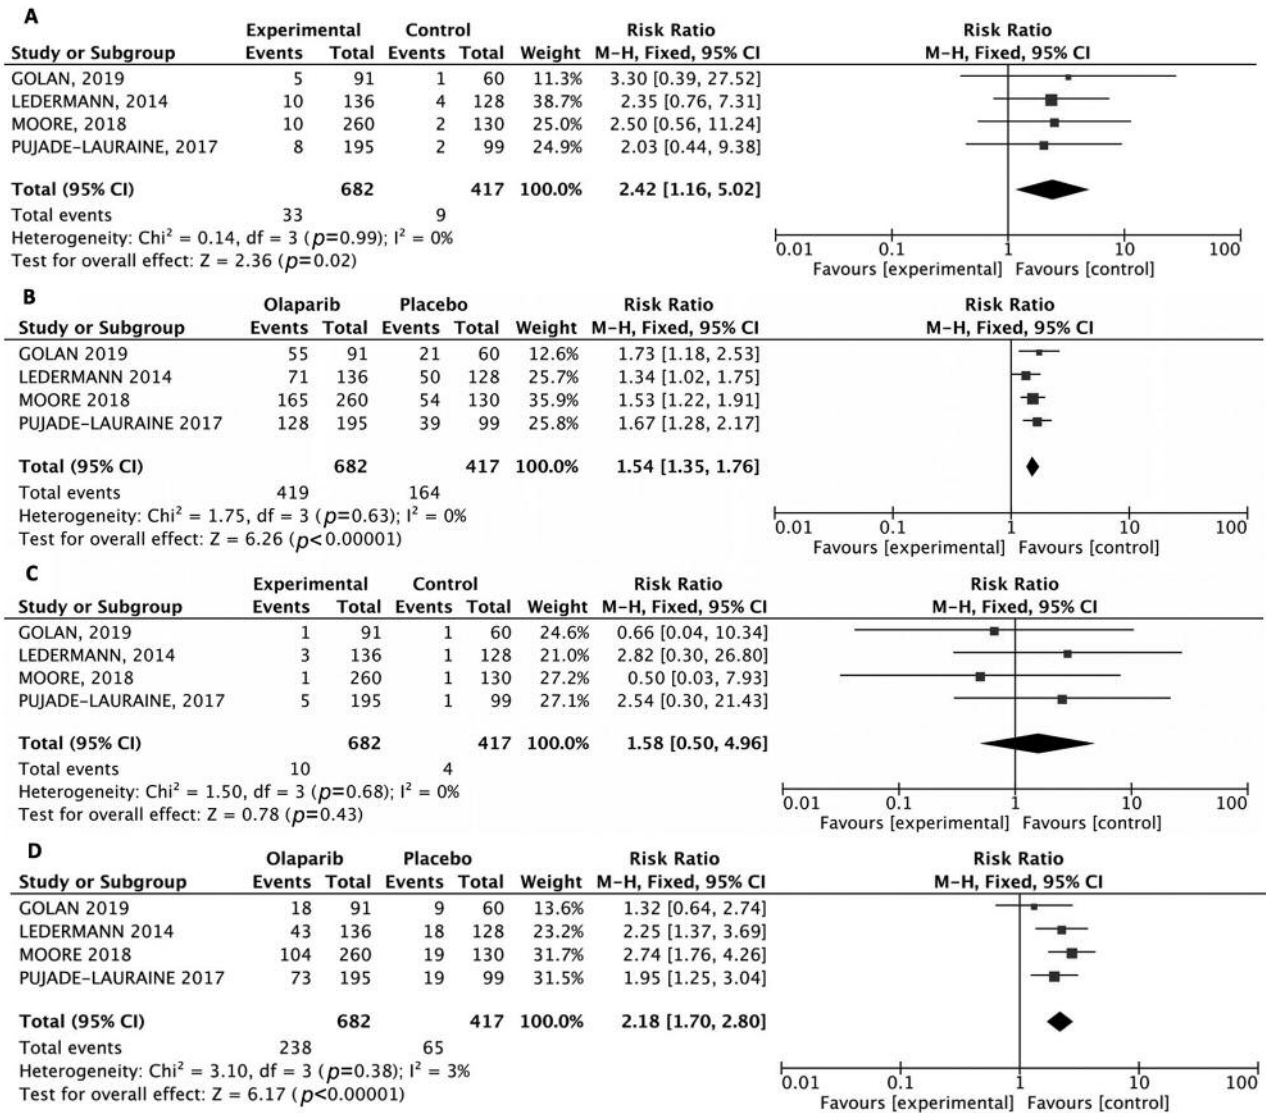 A
Experimental Control Risk Ratio Risk Ratio
Study or Subgroup Events Total Events Total Weight M-H, Fixed, 95% CI M-H, Fixed, 95% CI
GOLAN, 2019 5 91 1 60 11.3% 3.30 [0.39, 27.52]
LEDERMANN, 2014 10 136 4 128 38.7% 2.35 [0.76, 7.31]
MOORE, 2018 10 260 2 130 25.0% 2.50 [0.56, 11.24]
PUJADE-LAURAINE, 2017 8 195 2 99 24.9% 2.03 [0.44, 9.38]
Total (95% CI) 682 417 100.0% 2.42 [1.16, 5.02]
Total events 33 9
Heterogeneity: Chi² = 0.14, df = 3 (p=0.99); I² = 0%
Test for overall effect: Z = 2.36 (p=0.02)
0.01 0.1 1 10 100
Favours [experimental] Favours [control]
B
Olaparib Placebo Risk Ratio Risk Ratio
Study or Subgroup Events Total Events Total Weight M-H, Fixed, 95% CI M-H, Fixed, 95% CI
GOLAN 2019 55 91 21 60 12.6% 1.73 [1.18, 2.53]
LEDERMANN 2014 71 136 50 128 25.7% 1.34 [1.02, 1.75]
MOORE 2018 165 260 54 130 35.9% 1.53 [1.22, 1.91]
PUJADE-LAURAINE 2017 128 195 39 99 25.8% 1.67 [1.28, 2.17]
Total (95% CI) 682 417 100.0% 1.54 [1.35, 1.76]
Total events 419 164
Heterogeneity: Chi² = 1.75, df = 3 (p=0.63); I² = 0%
Test for overall effect: Z = 6.26 (p<0.00001)
0.01 0.1 1 10 100
Favours [experimental] Favours [control]
C
Experimental Control Risk Ratio Risk Ratio
Study or Subgroup Events Total Events Total Weight M-H, Fixed, 95% CI M-H, Fixed, 95% CI
GOLAN, 2019 1 91 1 60 24.6% 0.66 [0.04, 10.34]
LEDERMANN, 2014 3 136 1 128 21.0% 2.82 [0.30, 26.80]
MOORE, 2018 1 260 1 130 27.2% 0.50 [0.03, 7.93]
PUJADE-LAURAINE, 2017 5 195 1 99 27.1% 2.54 [0.30, 21.43]
Total (95% CI) 682 417 100.0% 1.58 [0.50, 4.96]
Total events 10 4
Heterogeneity: Chi² = 1.50, df = 3 (p=0.68); I² = 0%
Test for overall effect: Z = 0.78 (p=0.43)
0.01 0.1 1 10 100
Favours [experimental] Favours [control]
D
Olaparib Placebo Risk Ratio Risk Ratio
Study or Subgroup Events Total Events Total Weight M-H, Fixed, 95% CI M-H, Fixed, 95% CI
GOLAN 2019 18 91 9 60 13.6% 1.32 [0.64, 2.74]
LEDERMANN 2014 43 136 18 128 23.2% 2.25 [1.37, 3.69]
MOORE 2018 104 260 19 130 31.7% 2.74 [1.76, 4.26]
PUJADE-LAURAINE 2017 73 195 19 99 31.5% 1.95 [1.25, 3.04]
Total (95% CI) 682 417 100.0% 2.18 [1.70, 2.80]
Total events 238 65
Heterogeneity: Chi² = 3.10, df = 3 (p=0.38); I² = 3%
Test for overall effect: Z = 6.17 (p<0.00001)
0.01 0.1 1 10 100
Favours [experimental] Favours [control]